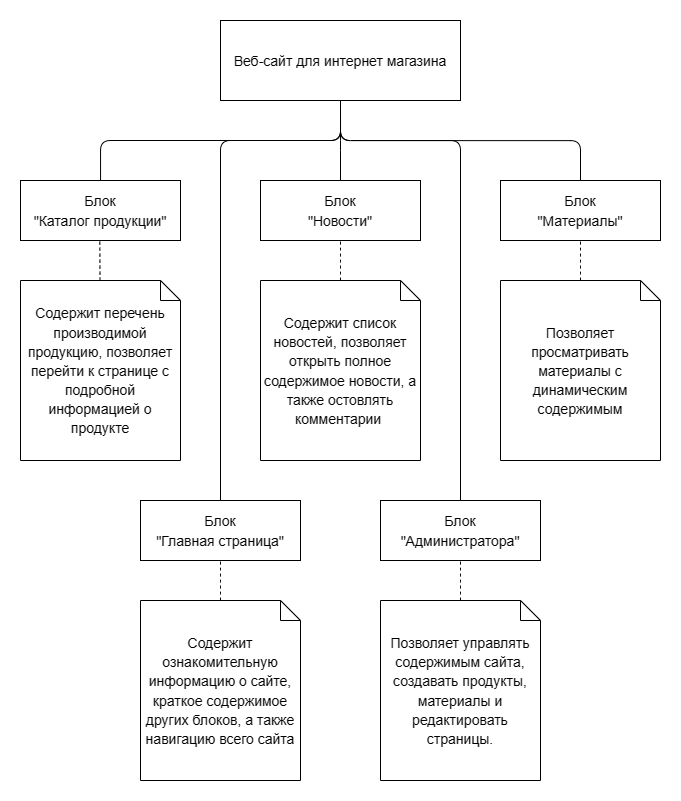 Веб-сайт для интернет магазина
Блок
"Каталог продукции"
Блок
"Новости"
Блок
"Материалы"
Содержит перечень
производимой
продукцию, позволяет
перейти к странице с
подробной
информацией о
продукте
Содержит список
новостей, позволяет
открыть полное
содержимое новости, а
также остовлять
комментарии
Позволяет
просматривать
материалы с
динамическим
содержимым
Блок
"Главная страница"
Блок
"Администратора"
Содержит
ознакомительную
информацию о сайте,
краткое содержимое
других блоков, а также
навигацию всего сайта
Позволяет управлять
содержимым сайта,
создавать продукты,
материалы и
редактировать
страницы.